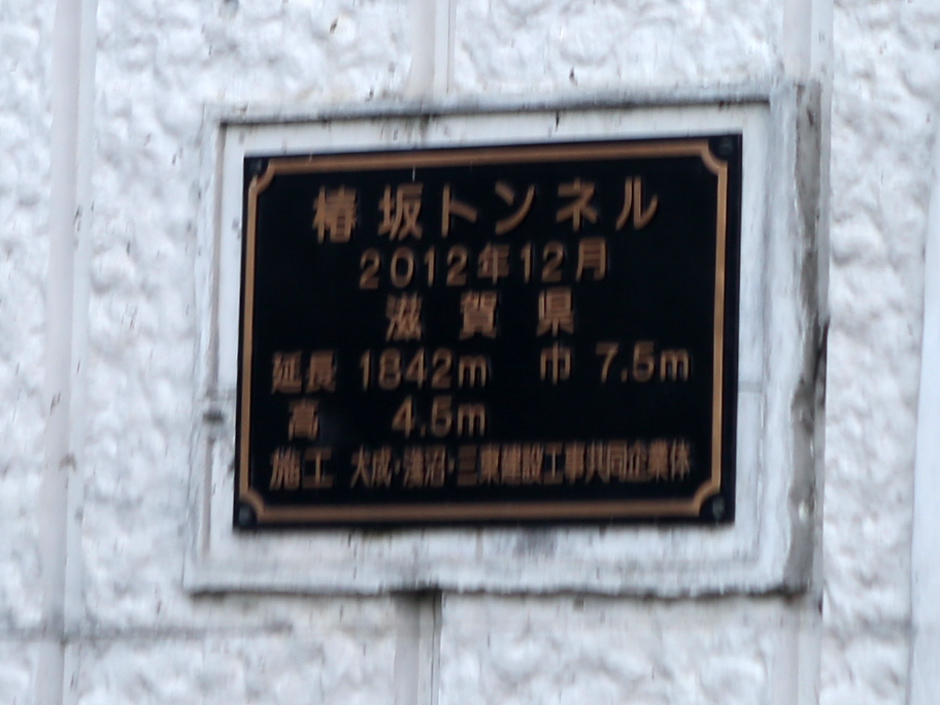 椿坂トンネル
2012年12月
滋賀県
延長 1842m 巾 7.5m
高 4.5m
施工 大成・浅沼・三東建設工事共同企業体